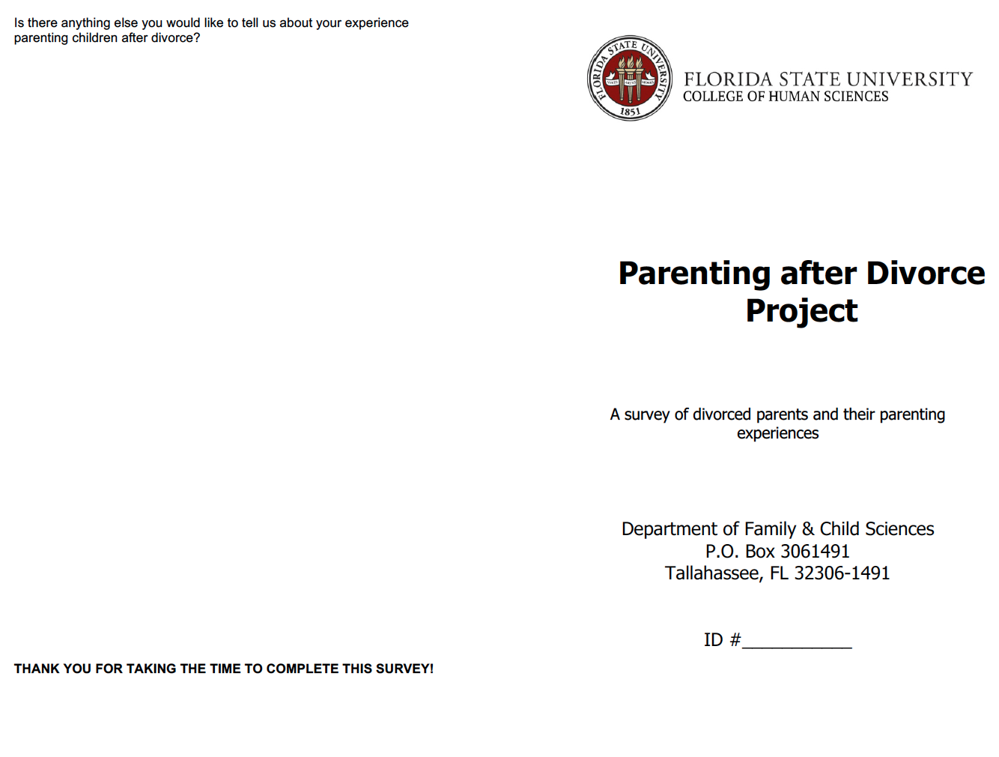 Is there anything else you would like to tell us about your experience
parenting children after divorce?
THANK YOU FOR TAKING THE TIME TO COMPLETE THIS SURVEY!
FLORIDA STATE UNIVERSITY
1851
VIRES ARTES MORES
FLORIDA STATE UNIVERSITY
COLLEGE OF HUMAN SCIENCES
Parenting after Divorce
Project
A survey of divorced parents and their parenting
experiences
Department of Family & Child Sciences
P.O. Box 3061491
Tallahassee, FL 32306-1491
ID #___________